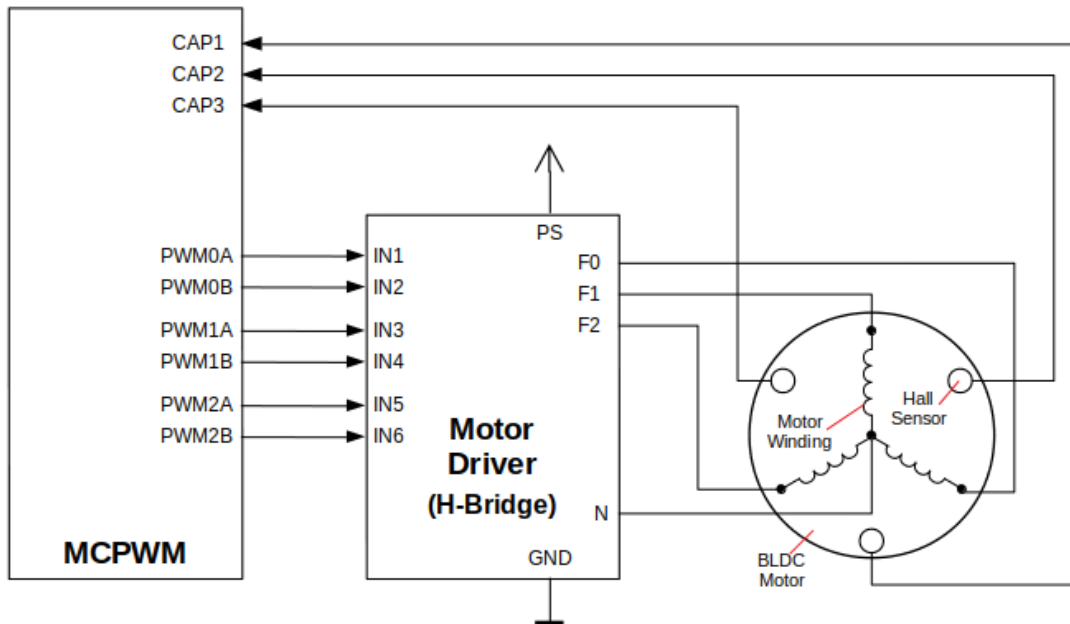 CAP1
CAP2
CAP3
PWM0A
PWM0B
PWM1A
PWM1B
PWM2A
PWM2B
MCPWM
IN1
IN2
IN3
IN4
IN5
IN6
PS
F0
F1
F2
Motor
Driver
(H-Bridge)
N
GND
Motor
Winding
Hall
Sensor
BLDC
Motor